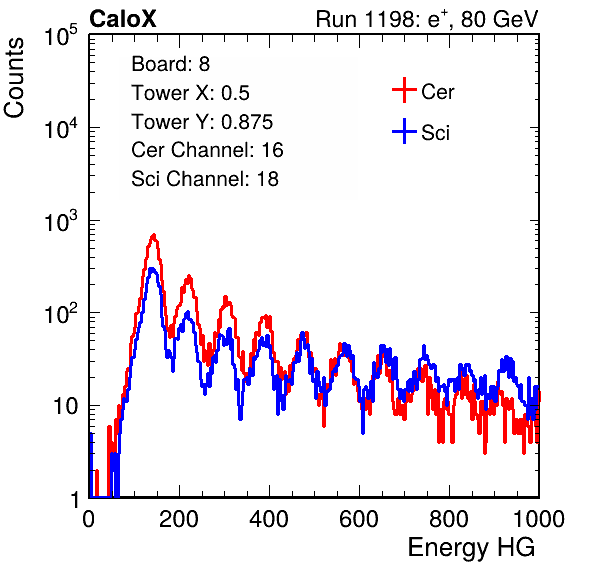 CaloX Run 1198: e⁺, 80 GeV
Counts
Board: 8
Tower X: 0.5
Tower Y: 0.875
Cer Channel: 16
Sci Channel: 18
Cer
Sci
10⁵
10⁴
10³
10²
10
1
0 200 400 600 800 1000
Energy HG